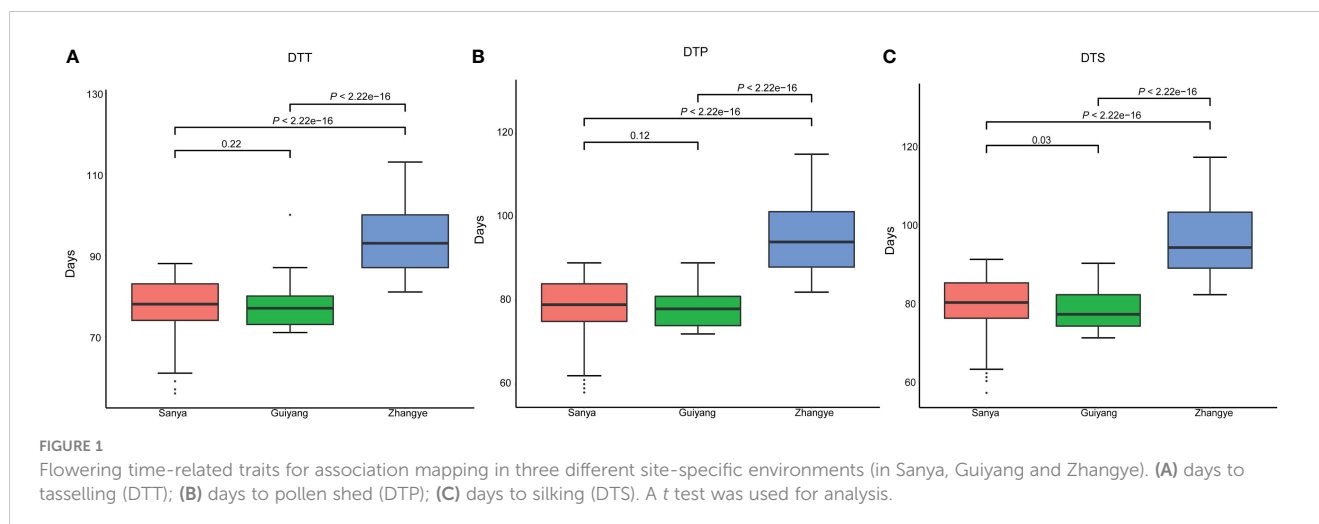 A
DTT
130
110
90
70
Days
P < 2.22e−16
P < 2.22e−16
0.22
Sanya
Guiyang
Zhangye
B
DTP
120
100
80
60
Days
P < 2.22e−16
P < 2.22e−16
0.12
Sanya
Guiyang
Zhangye
C
DTS
120
100
80
60
Days
P < 2.22e−16
P < 2.22e−16
0.03
Sanya
Guiyang
Zhangye
FIGURE 1
Flowering time-related traits for association mapping in three different site-specific environments (in Sanya, Guiyang and Zhangye). (A) days to
tasselling (DTT); (B) days to pollen shed (DTP); (C) days to silking (DTS). A t test was used for analysis.